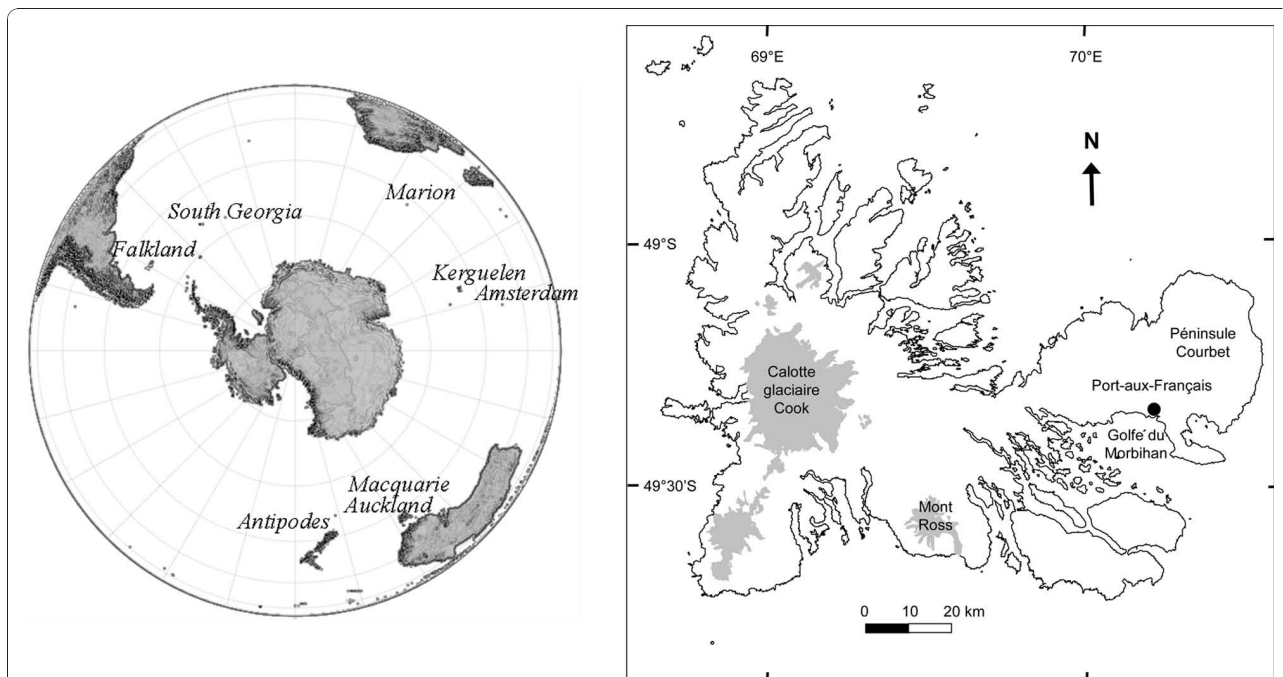 Marion
South Georgia
Falkland
Kerguelen
Amsterdam
Macquarie
Auckland
Antipodes
69°E
70°E
N
49°S
Péninsule
Courbet
Calotte
glaciaire
Cook
Port-aux-Français
Golfe du
Morbihan
49°30'S
Mont
Ross
0 10 20 km